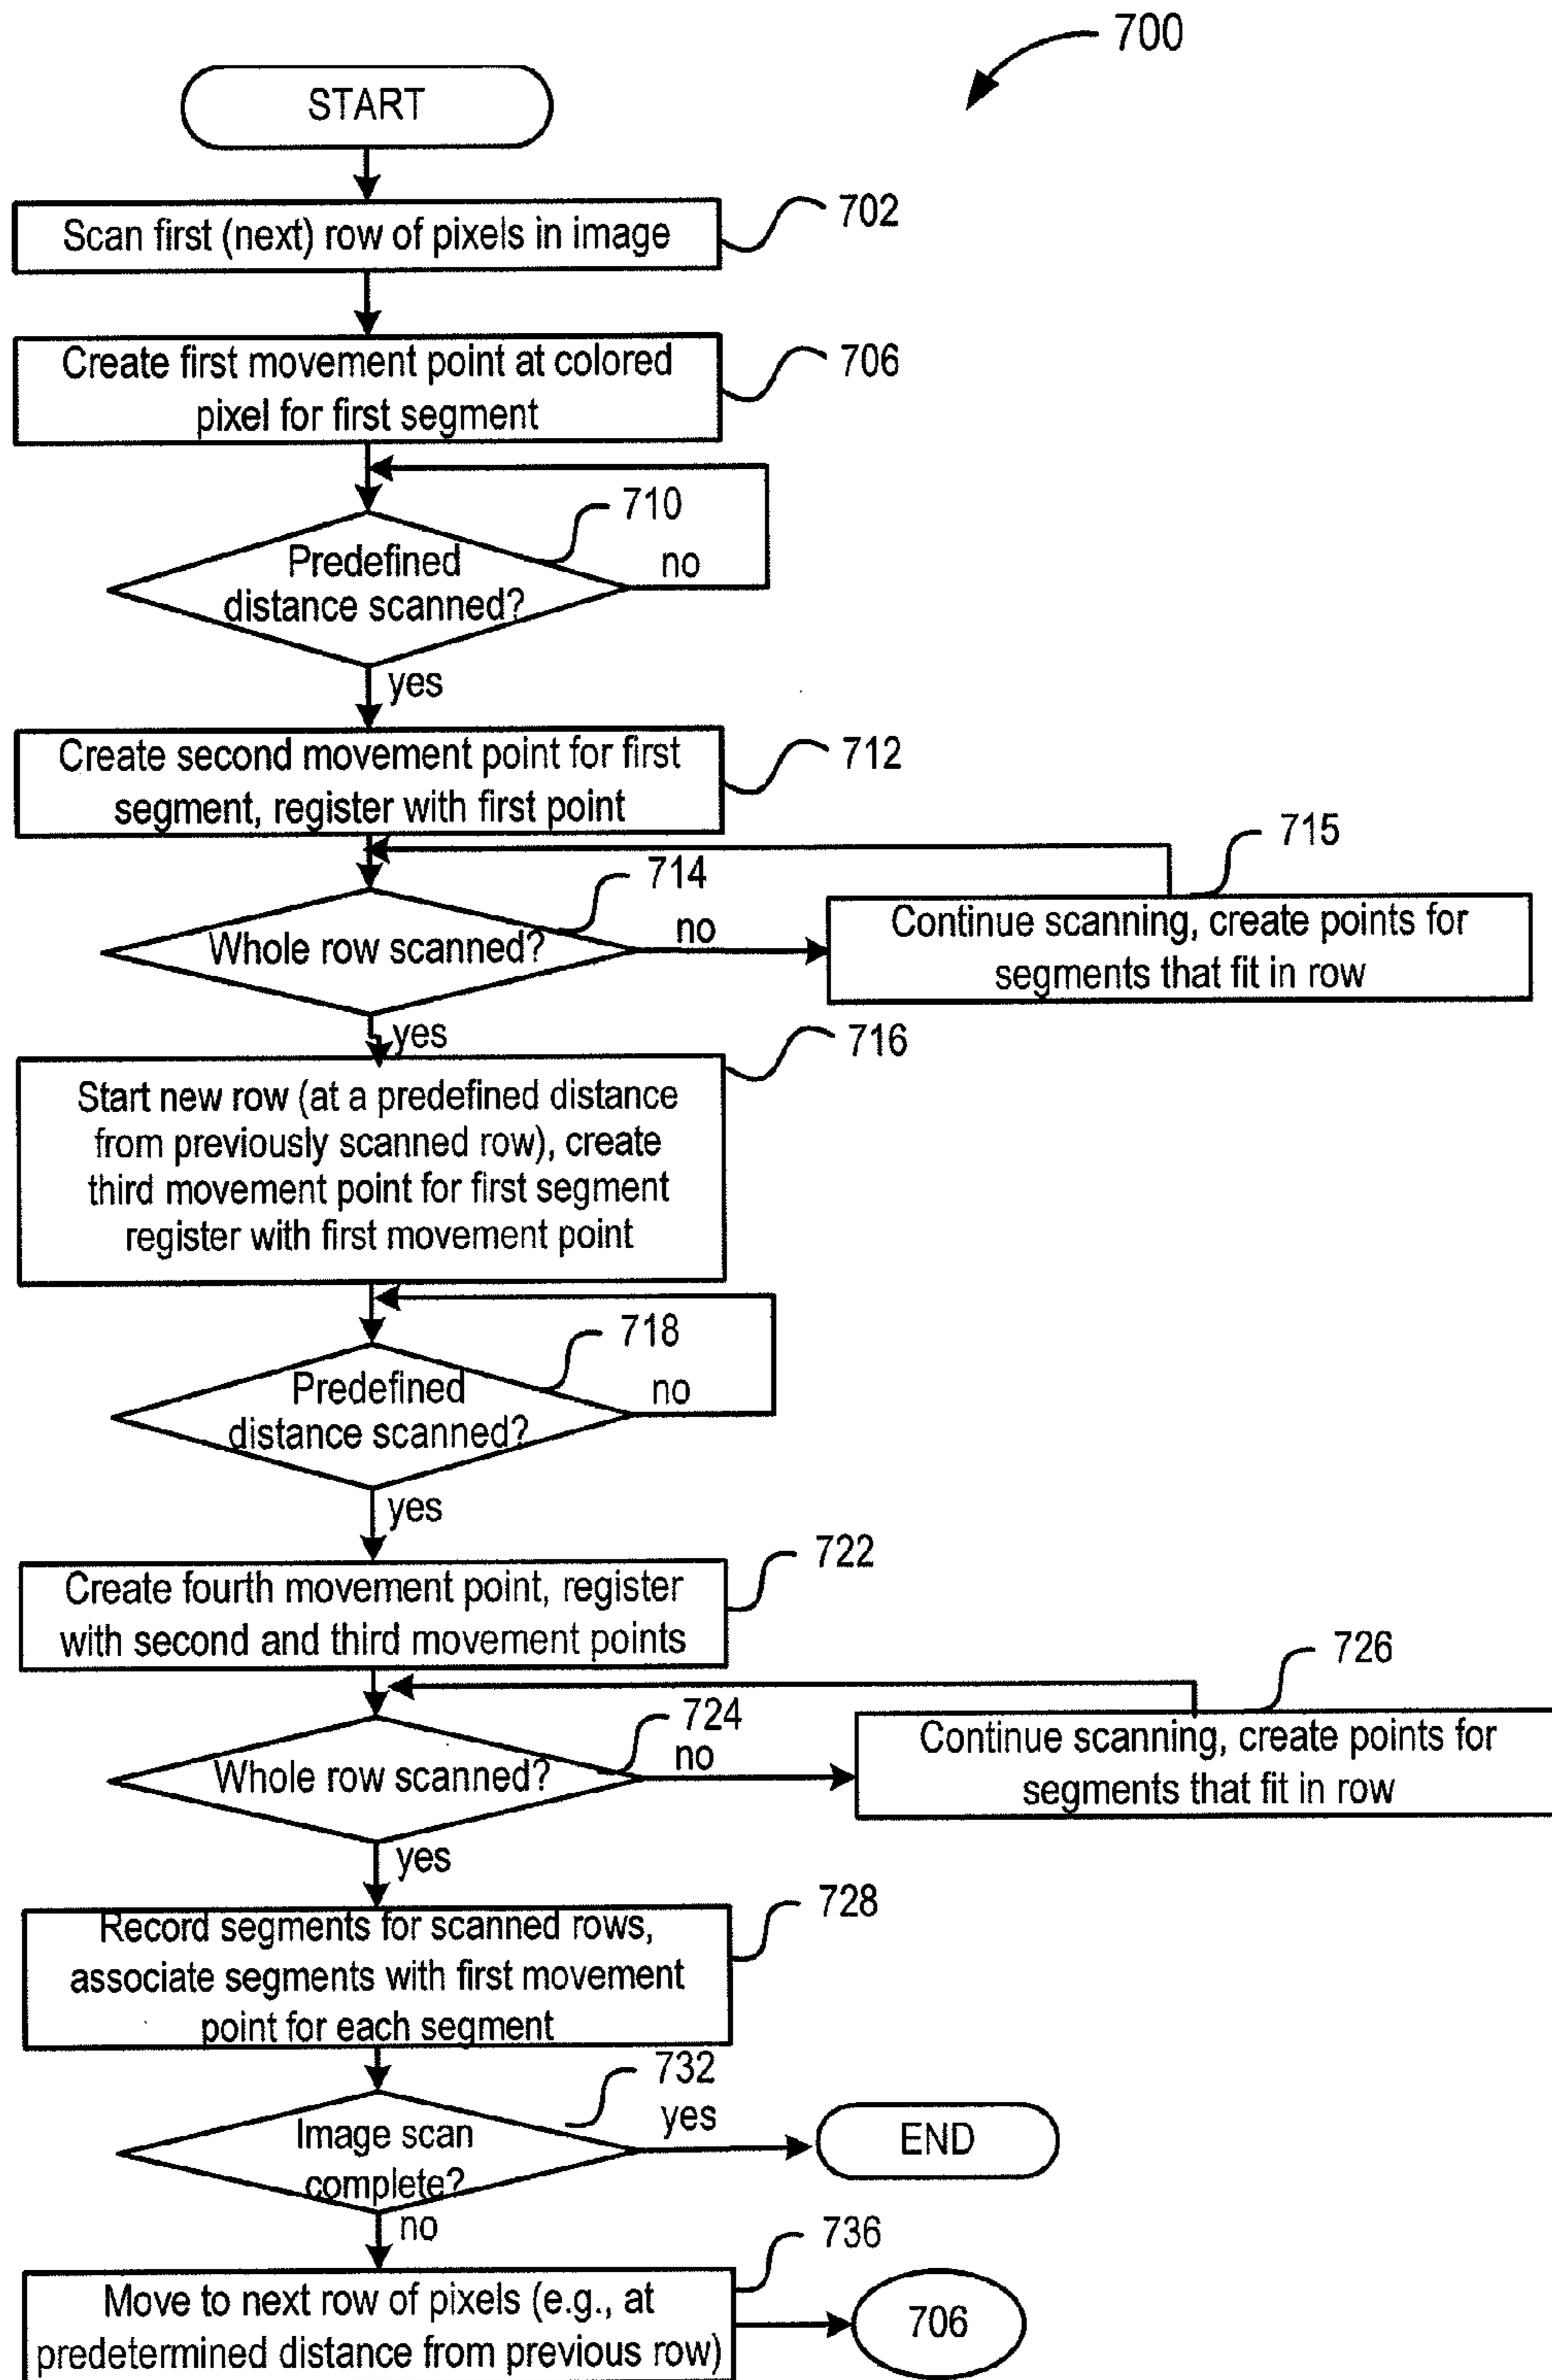 700
START
Scan first (next) row of pixels in image
702
Create first movement point at colored
pixel for first segment
706
710
Predefined
distance scanned?
no
yes
Create second movement point for first
segment, register with first point
712
714
Whole row scanned?
no
715
Continue scanning, create points for
segments that fit in row
yes
716
Start new row (at a predefined distance
from previously scanned row), create
third movement point for first segment
register with first movement point
718
Predefined
distance scanned?
no
yes
722
Create fourth movement point, register
with second and third movement points
724
Whole row scanned?
no
726
Continue scanning, create points for
segments that fit in row
yes
728
Record segments for scanned rows,
associate segments with first movement
point for each segment
732
Image scan
complete?
yes
END
no
736
Move to next row of pixels (e.g., at
predetermined distance from previous row)
706